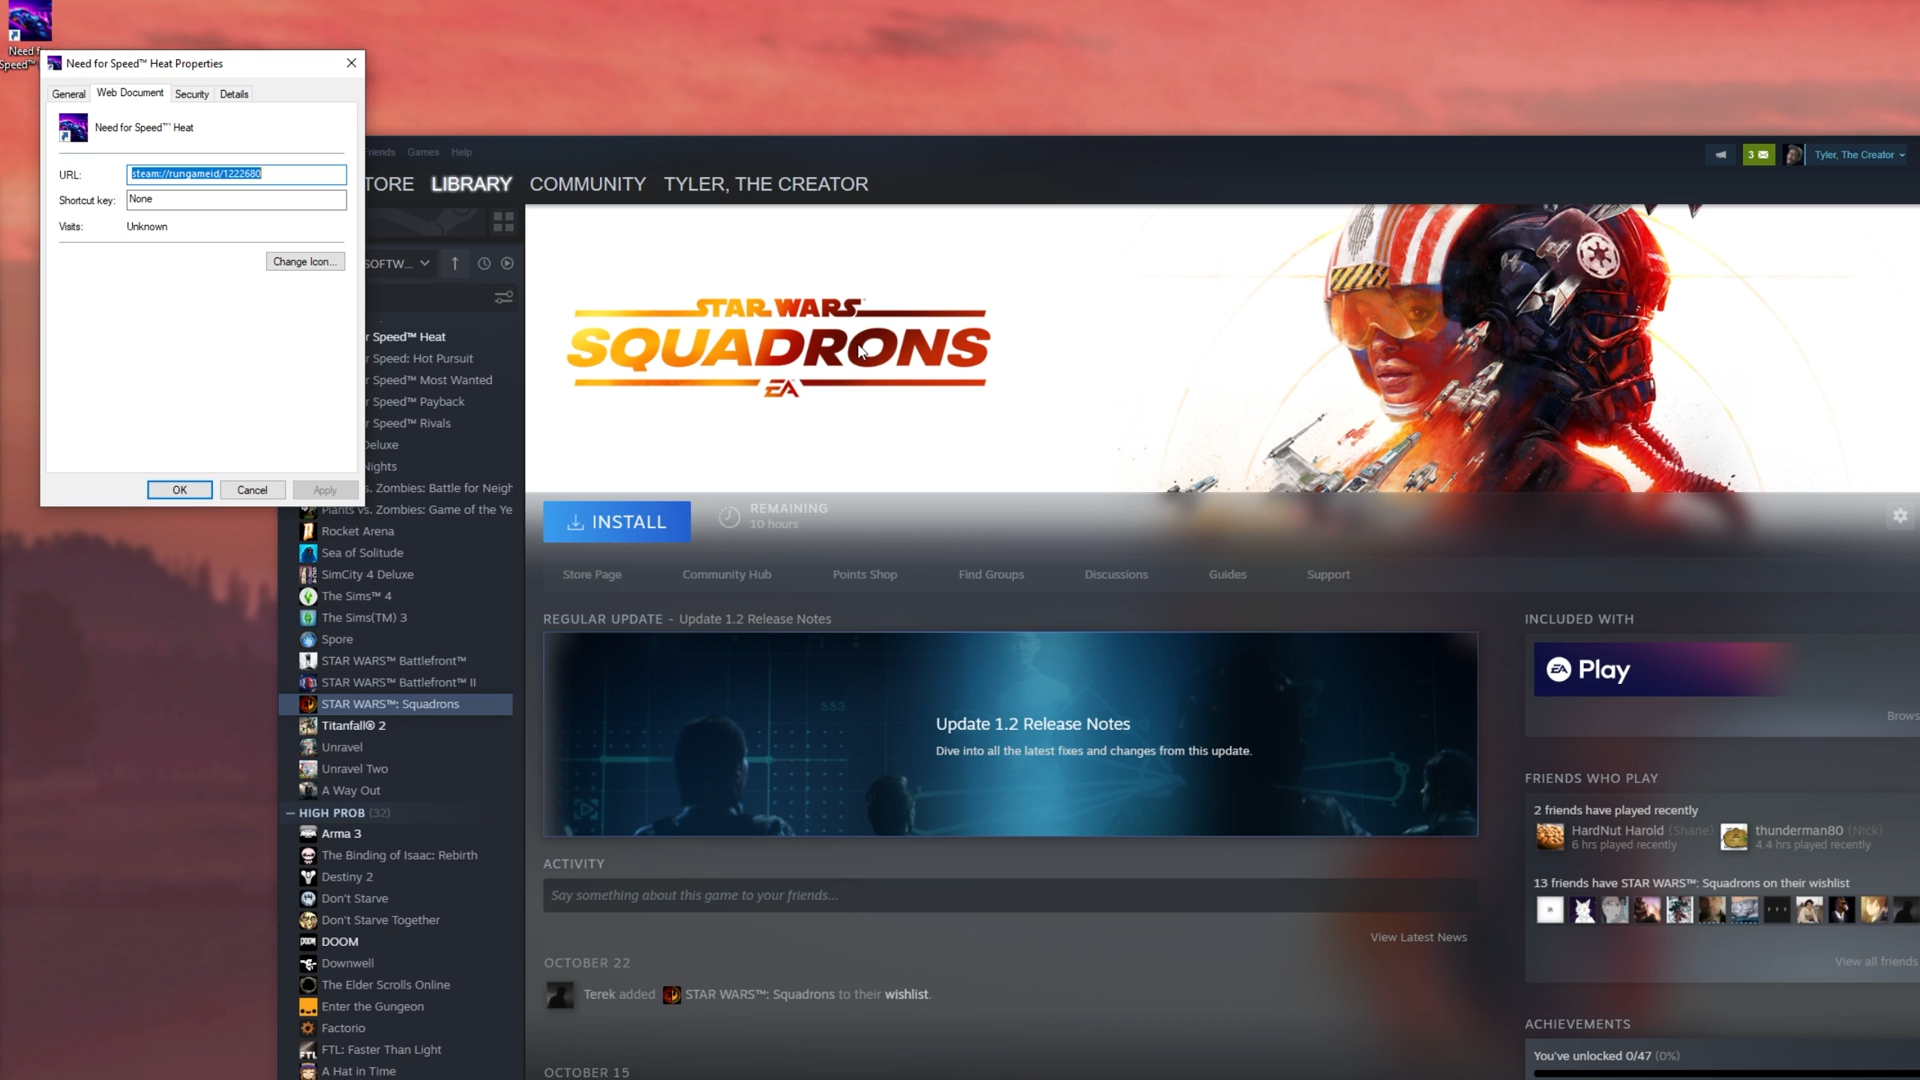 Need f
Speed™
Need for Speed™ Heat Properties
General
Web Document
Security
Details
Need for Speed™ Heat
URL:
steam://rungameid/1222680
Shortcut key:
None
Visits:
Unknown
Change Icon...
OK
Cancel
Apply
riends
Games
Help
3
Tyler, The Creator
TORE
LIBRARY
COMMUNITY
TYLER, THE CREATOR
SOFTW...
r Speed™ Heat
r Speed: Hot Pursuit
r Speed™ Most Wanted
r Speed™ Payback
r Speed™ Rivals
Deluxe
Nights
s. Zombies: Battle for Neigh
Plants vs. Zombies: Game of the Ye
Rocket Arena
Sea of Solitude
SimCity 4 Deluxe
The Sims™ 4
The Sims(TM) 3
Spore
STAR WARS™ Battlefront™
STAR WARS™ Battlefront™ II
STAR WARS™: Squadrons
Titanfall® 2
Unravel
Unravel Two
A Way Out
HIGH PROB (32)
Arma 3
The Binding of Isaac: Rebirth
Destiny 2
Don't Starve
Don't Starve Together
DOOM
Downwell
The Elder Scrolls Online
Enter the Gungeon
Factorio
FTL: Faster Than Light
A Hat in Time
STAR WARS
SQUADRONS
EA
INSTALL
REMAINING
10 hours
Store Page
Community Hub
Points Shop
Find Groups
Discussions
Guides
Support
REGULAR UPDATE - Update 1.2 Release Notes
Update 1.2 Release Notes
Dive into all the latest fixes and changes from this update.
ACTIVITY
Say something about this game to your friends...
View Latest News
OCTOBER 22
Terek added STAR WARS™: Squadrons to their wishlist.
OCTOBER 15
INCLUDED WITH
EA Play
Brows
FRIENDS WHO PLAY
2 friends have played recently
HardNut Harold (Shane)
6 hrs played recently
thunderman80 (Nick)
4.4 hrs played recently
13 friends have STAR WARS™: Squadrons on their wishlist
View all friends
ACHIEVEMENTS
You've unlocked 0/47 (0%)